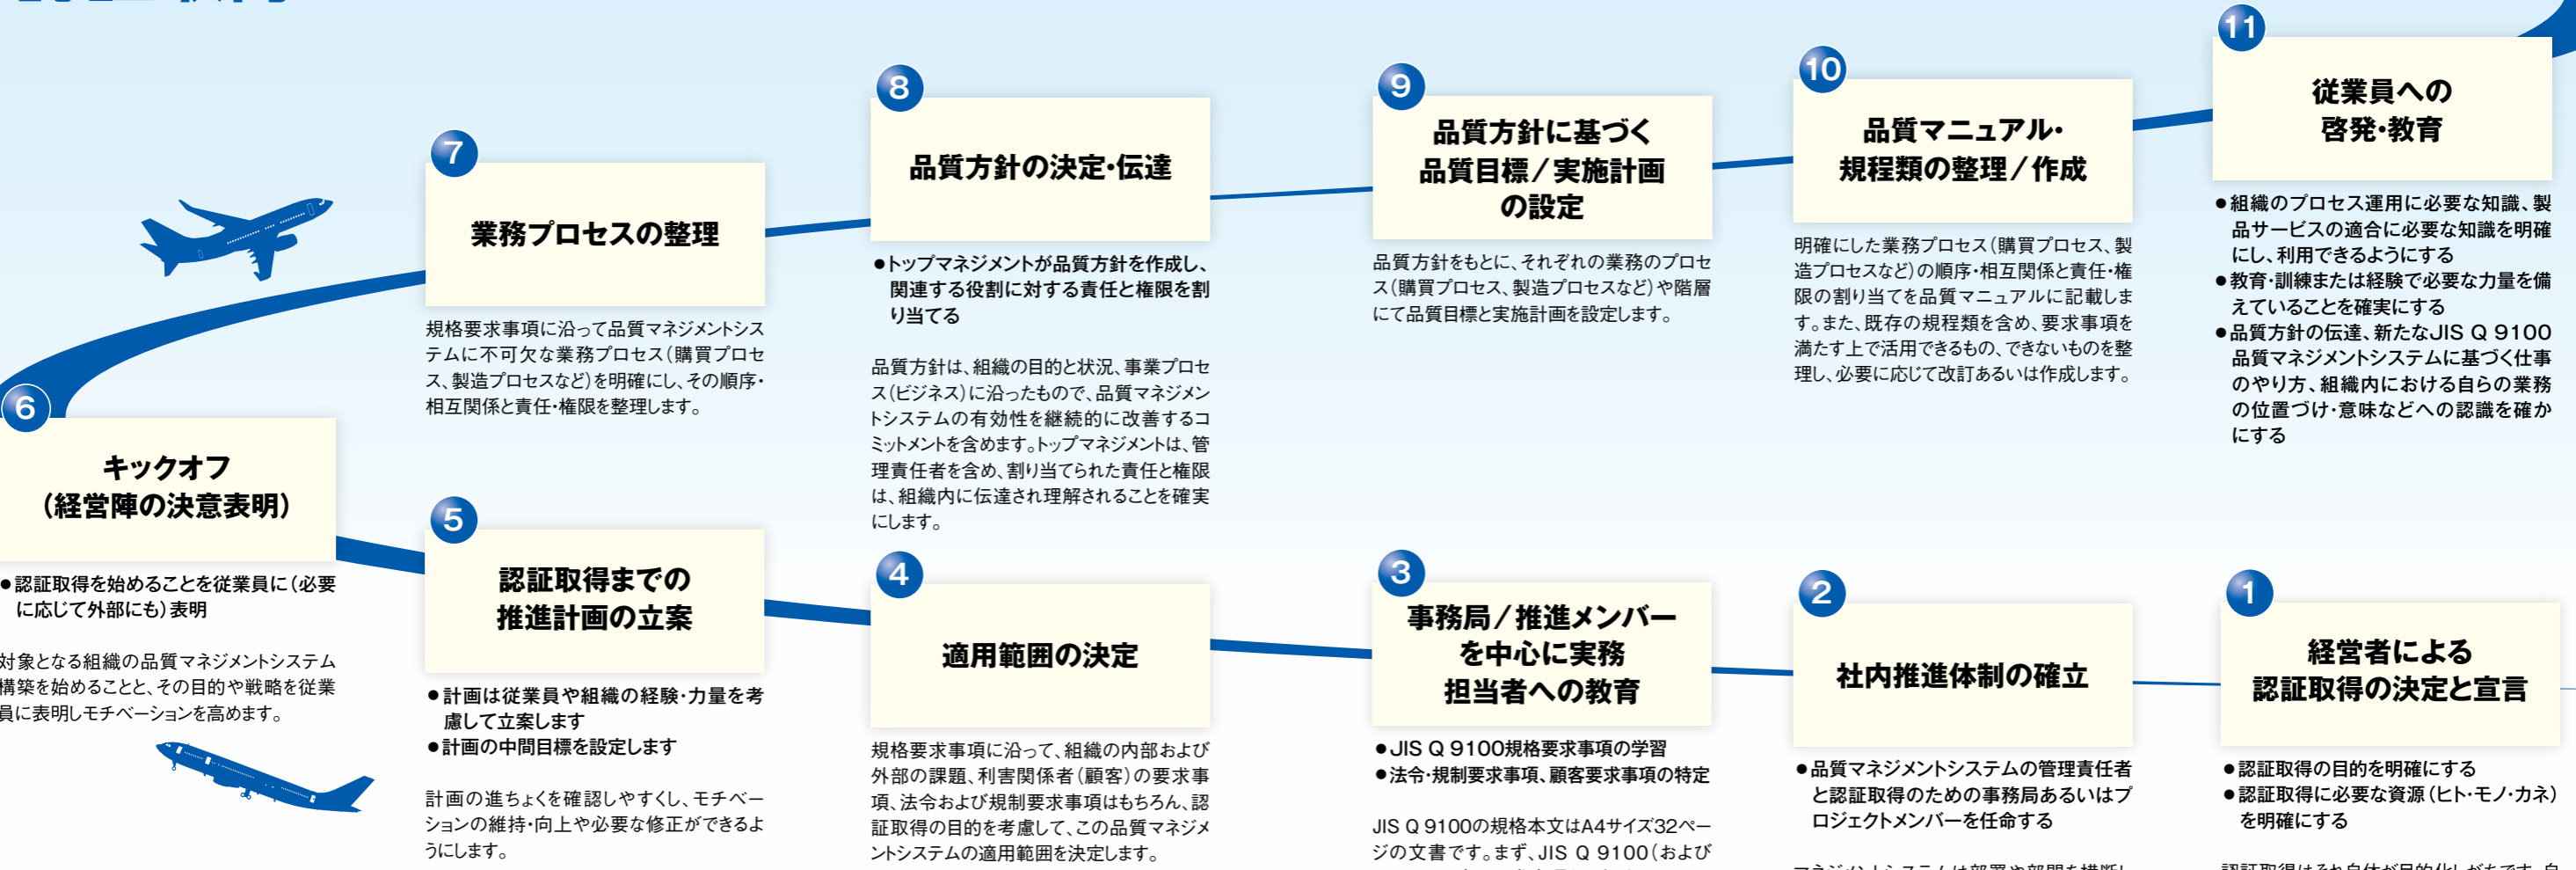 1
経営者による
認証取得の決定と宣言
●認証取得の目的を明確にする
●認証取得に必要な資源（ヒト・モノ・カネ）
を明確にする
2
社内推進体制の確立
●品質マネジメントシステムの管理責任者
と認証取得のための事務局あるいはプ
ロジェクトメンバーを任命する
3
事務局/推進メンバー
を中心に実務
担当者への教育
●JIS Q 9100規格要求事項の学習
●法令・規制要求事項、顧客要求事項の特定
JIS Q 9100の規格本文はA4サイズ32ペー
ジの文書です。まず、JIS Q 9100（および
4
適用範囲の決定
規格要求事項に沿って、組織の内部および
外部の課題、利害関係者（顧客）の要求事
項、法令および規制要求事項はもちろん、認
証取得の目的を考慮して、この品質マネジメ
ントシステムの適用範囲を決定します。
5
認証取得までの
推進計画の立案
●計画は従業員や組織の経験・力量を考
慮して立案します
●計画の中間目標を設定します
計画の進ちょくを確認しやすくし、モチベー
ションの維持・向上や必要な修正ができるよ
うにします。
6
キックオフ
（経営陣の決意表明）
●認証取得を始めることを従業員に（必要
に応じて外部にも）表明
対象となる組織の品質マネジメントシステム
構築を始めることと、その目的や戦略を従業
員に表明しモチベーションを高めます。
7
業務プロセスの整理
規格要求事項に沿って品質マネジメントシス
テムに不可欠な業務プロセス（購買プロセ
ス、製造プロセスなど）を明確にし、その順序・
相互関係と責任・権限を整理します。
8
品質方針の決定・伝達
●トップマネジメントが品質方針を作成し、
関連する役割に対する責任と権限を割
り当てる
品質方針は、組織の目的と状況、事業プロセ
ス（ビジネス）に沿ったもので、品質マネジメン
トシステムの有効性を継続的に改善するコ
ミットメントを含めます。トップマネジメントは、管
理責任者を含め、割り当てられた責任と権限
は、組織内に伝達され理解されることを確実
にします。
9
品質方針に基づく
品質目標/実施計画
の設定
品質方針をもとに、それぞれの業務のプロセ
ス（購買プロセス、製造プロセスなど）や階層
にて品質目標と実施計画を設定します。
10
品質マニュアル・
規程類の整理/作成
明確にした業務プロセス（購買プロセス、製
造プロセスなど）の順序・相互関係と責任・権
限の割り当てを品質マニュアルに記載しま
す。また、既存の規程類を含め、要求事項を
満たす上で活用できるもの、できないものを整
理し、必要に応じて改訂あるいは作成します。
11
従業員への
啓発・教育
●組織のプロセス運用に必要な知識、製
品サービスの適合に必要な知識を明確
にし、利用できるようにする
●教育・訓練または経験で必要な力量を備
えていることを確実にする
●品質方針の伝達、新たなJIS Q 9100
品質マネジメントシステムに基づく仕事
のやり方、組織内における自らの業務
の位置づけ・意味などへの認識を確か
にする